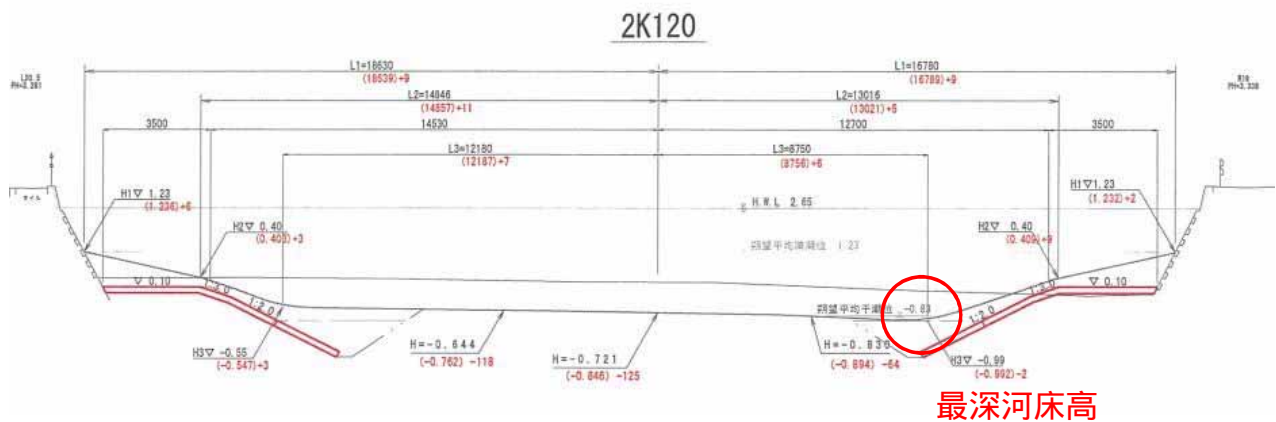 2K120
L1=18630
(18539)+9
L1=16780
(16789)+9
L2=14846
(14857)+11
L2=13016
(13021)+5
3500
14530
12700
3500
L3=12180
(12187)+7
(8756)+6
H1▽ 1.23
(1.236)+6
H.W.L 2.65
H1▽1.23
(1.232)+2
H2▽ 0.40
(0.403)+3
H2▽ 0.40
(0.409)+9
朔望平均満潮位 1.23
▽ 0.10
1:3.0
1:2.0
朔望平均干潮位 -0.83
1:2.0
1:3.0
▽ 0.10
H3▽ -0.55
(-0.547)+3
H=-0.644
(-0.762) -118
H=-0.721
(-0.846) -125
H=-0.830
(-0.894) -64
H3▽ -0.99
(-0.992)-2
最深河床高